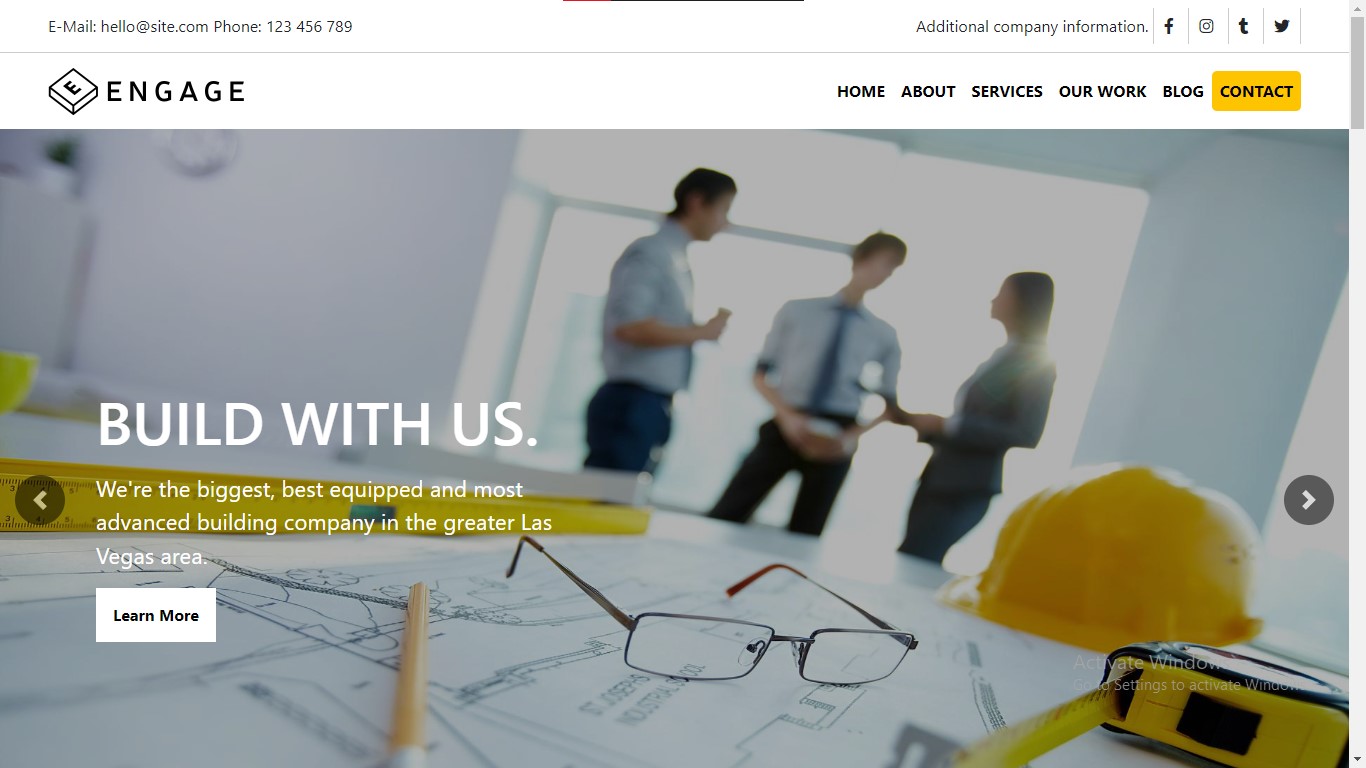 E-Mail: hello@site.com Phone: 123 456 789
Additional company information.
ENGAGE
HOME ABOUT SERVICES OUR WORK BLOG CONTACT
BUILD WITH US.
We're the biggest, best equipped and most
advanced building company in the greater Las
Vegas area.
Learn More
Activate Windows
Go to Settings to activate Windows.